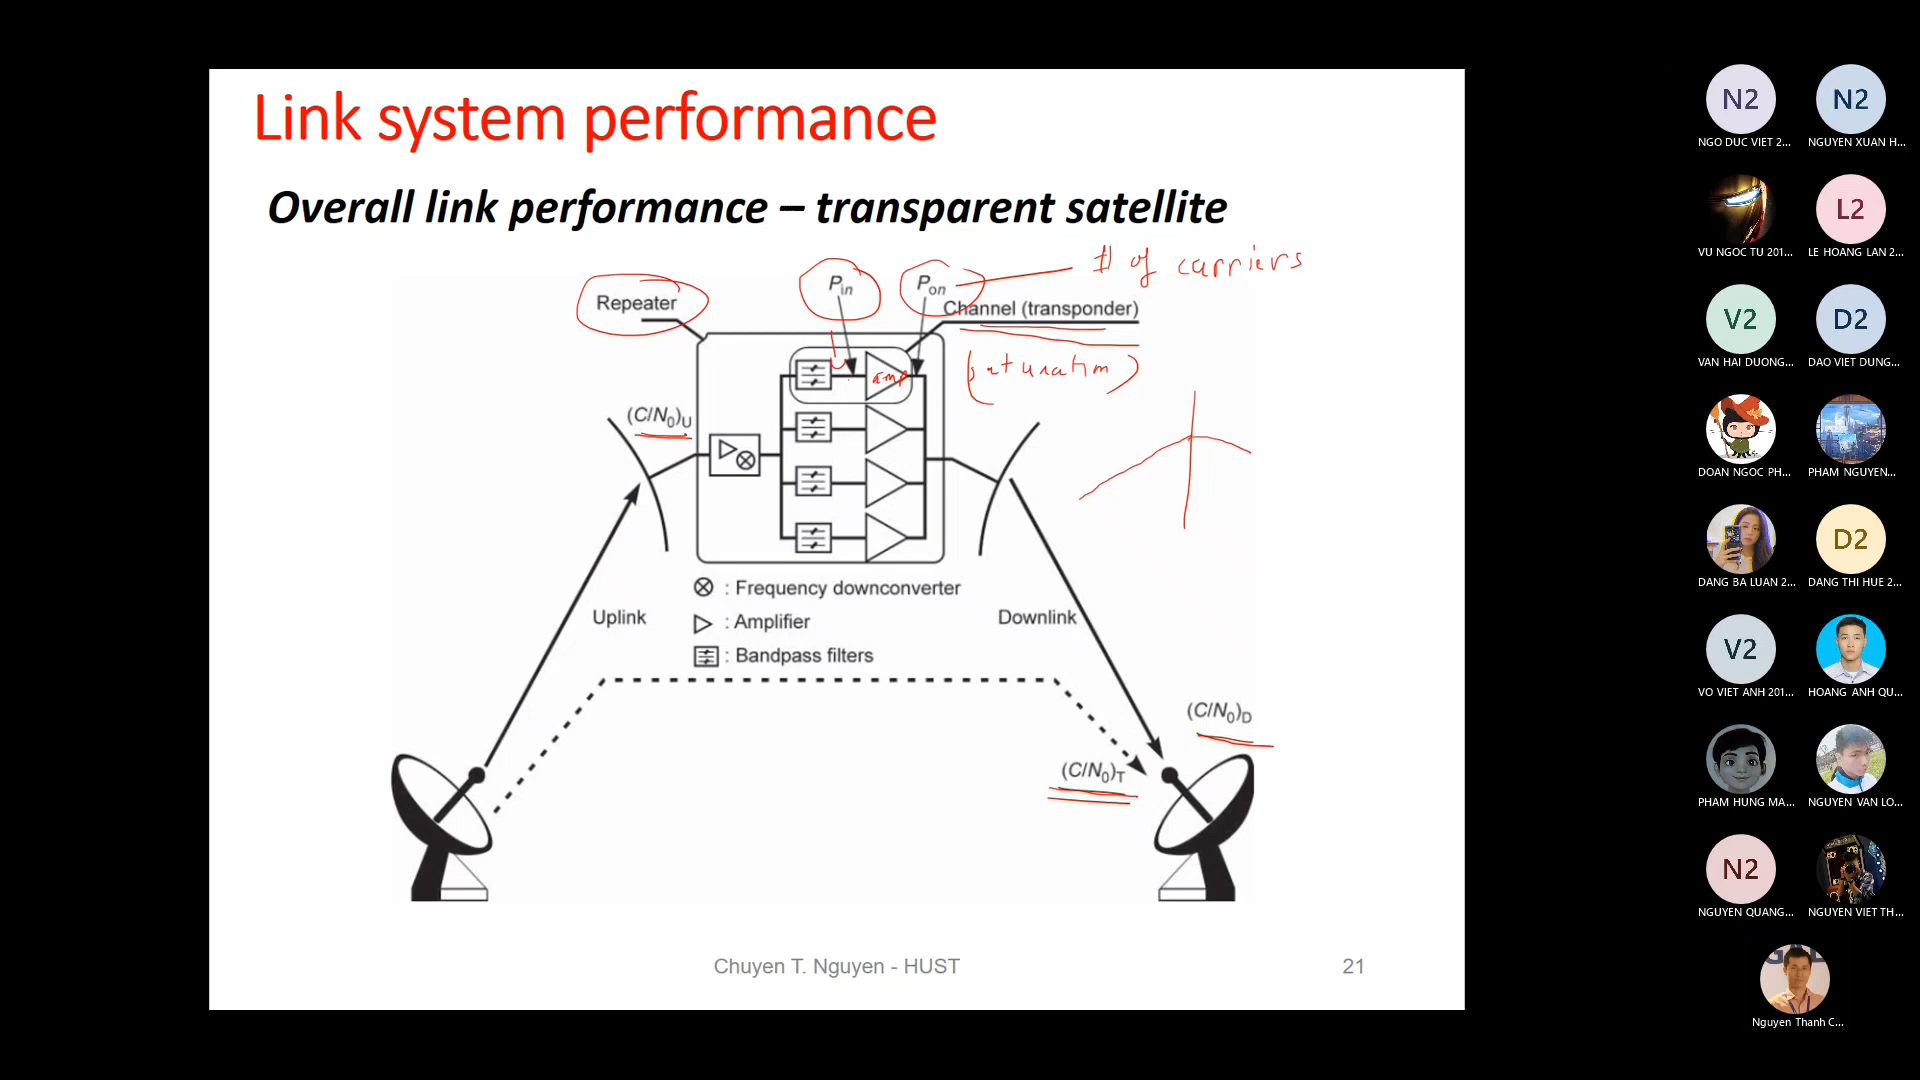 Link system performance
Overall link performance – transparent satellite
# of carriers
Repeater
Pin
Pon
Channel (transponder)
(saturation)
amp
(C/N0)U
: Frequency downconverter
: Amplifier
: Bandpass filters
Uplink
Downlink
(C/N0)D
(C/N0)T
Chuyen T. Nguyen - HUST
21
N2
N2
NGO DUC VIET 2...
NGUYEN XUAN H...
L2
VU NGOC TU 201...
LE HOANG LAN 2...
V2
D2
VAN HAI DUONG...
DAO VIET DUNG...
DOAN NGOC PH...
PHAM NGUYEN...
D2
DANG BA LUAN 2...
DANG THI HUE 2...
V2
VO VIET ANH 201...
HOANG ANH QU...
PHAM HUNG MA...
NGUYEN VAN LO...
N2
NGUYEN QUANG...
NGUYEN VIET TH...
Nguyen Thanh C...